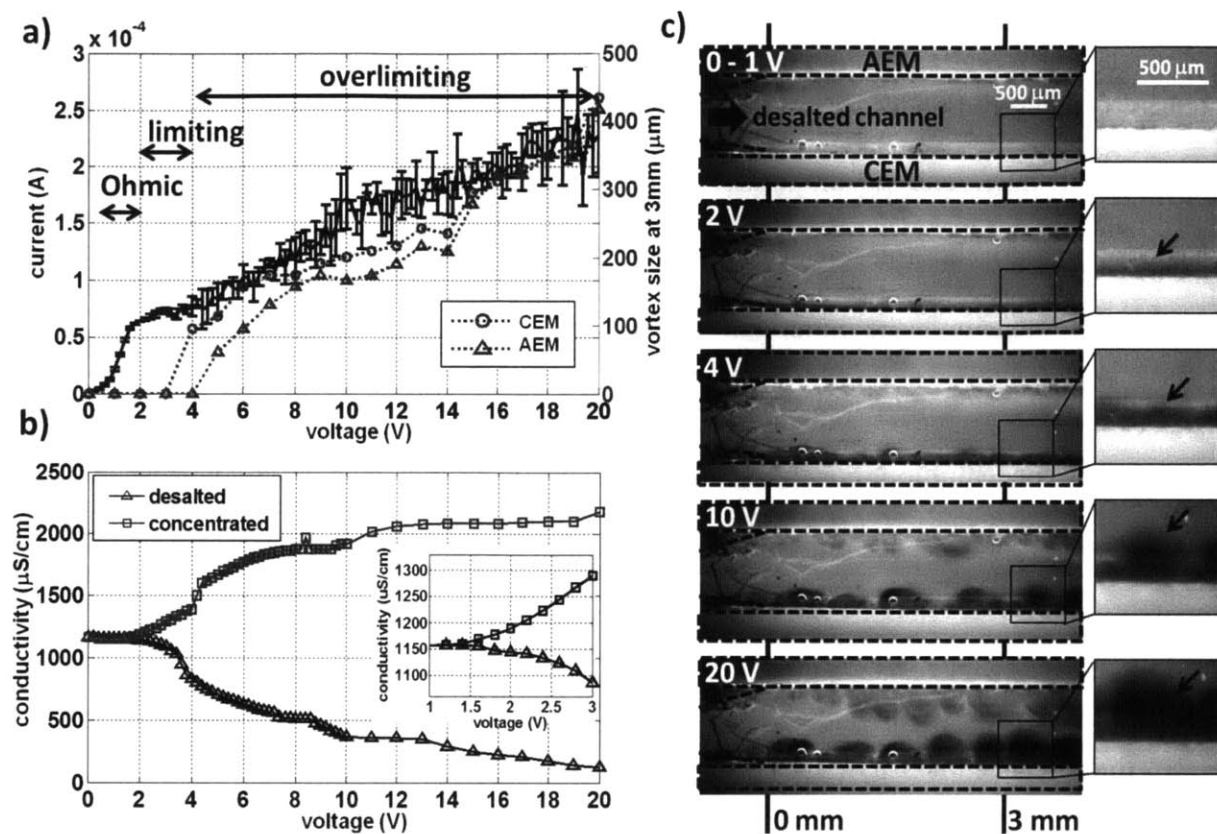 a)
× 10⁻⁴
3
2.5
2
1.5
1
0.5
0
current (A)
500
400
300
200
100
0
vortex size at 3mm (μm)
overlimiting
limiting
Ohmic
CEM
AEM
0 2 4 6 8 10 12 14 16 18 20
voltage (V)
b)
2500
2000
1500
1000
500
0
conductivity (μS/cm)
desalted
concentrated
1300
1250
1200
1150
1100
conductivity (uS/cm)
1 1.5 2 2.5 3
voltage (V)
0 2 4 6 8 10 12 14 16 18 20
voltage (V)
c)
0 - 1 V
AEM
500 μm
desalted channel
CEM
500 μm
2 V
4 V
10 V
20 V
0 mm
3 mm